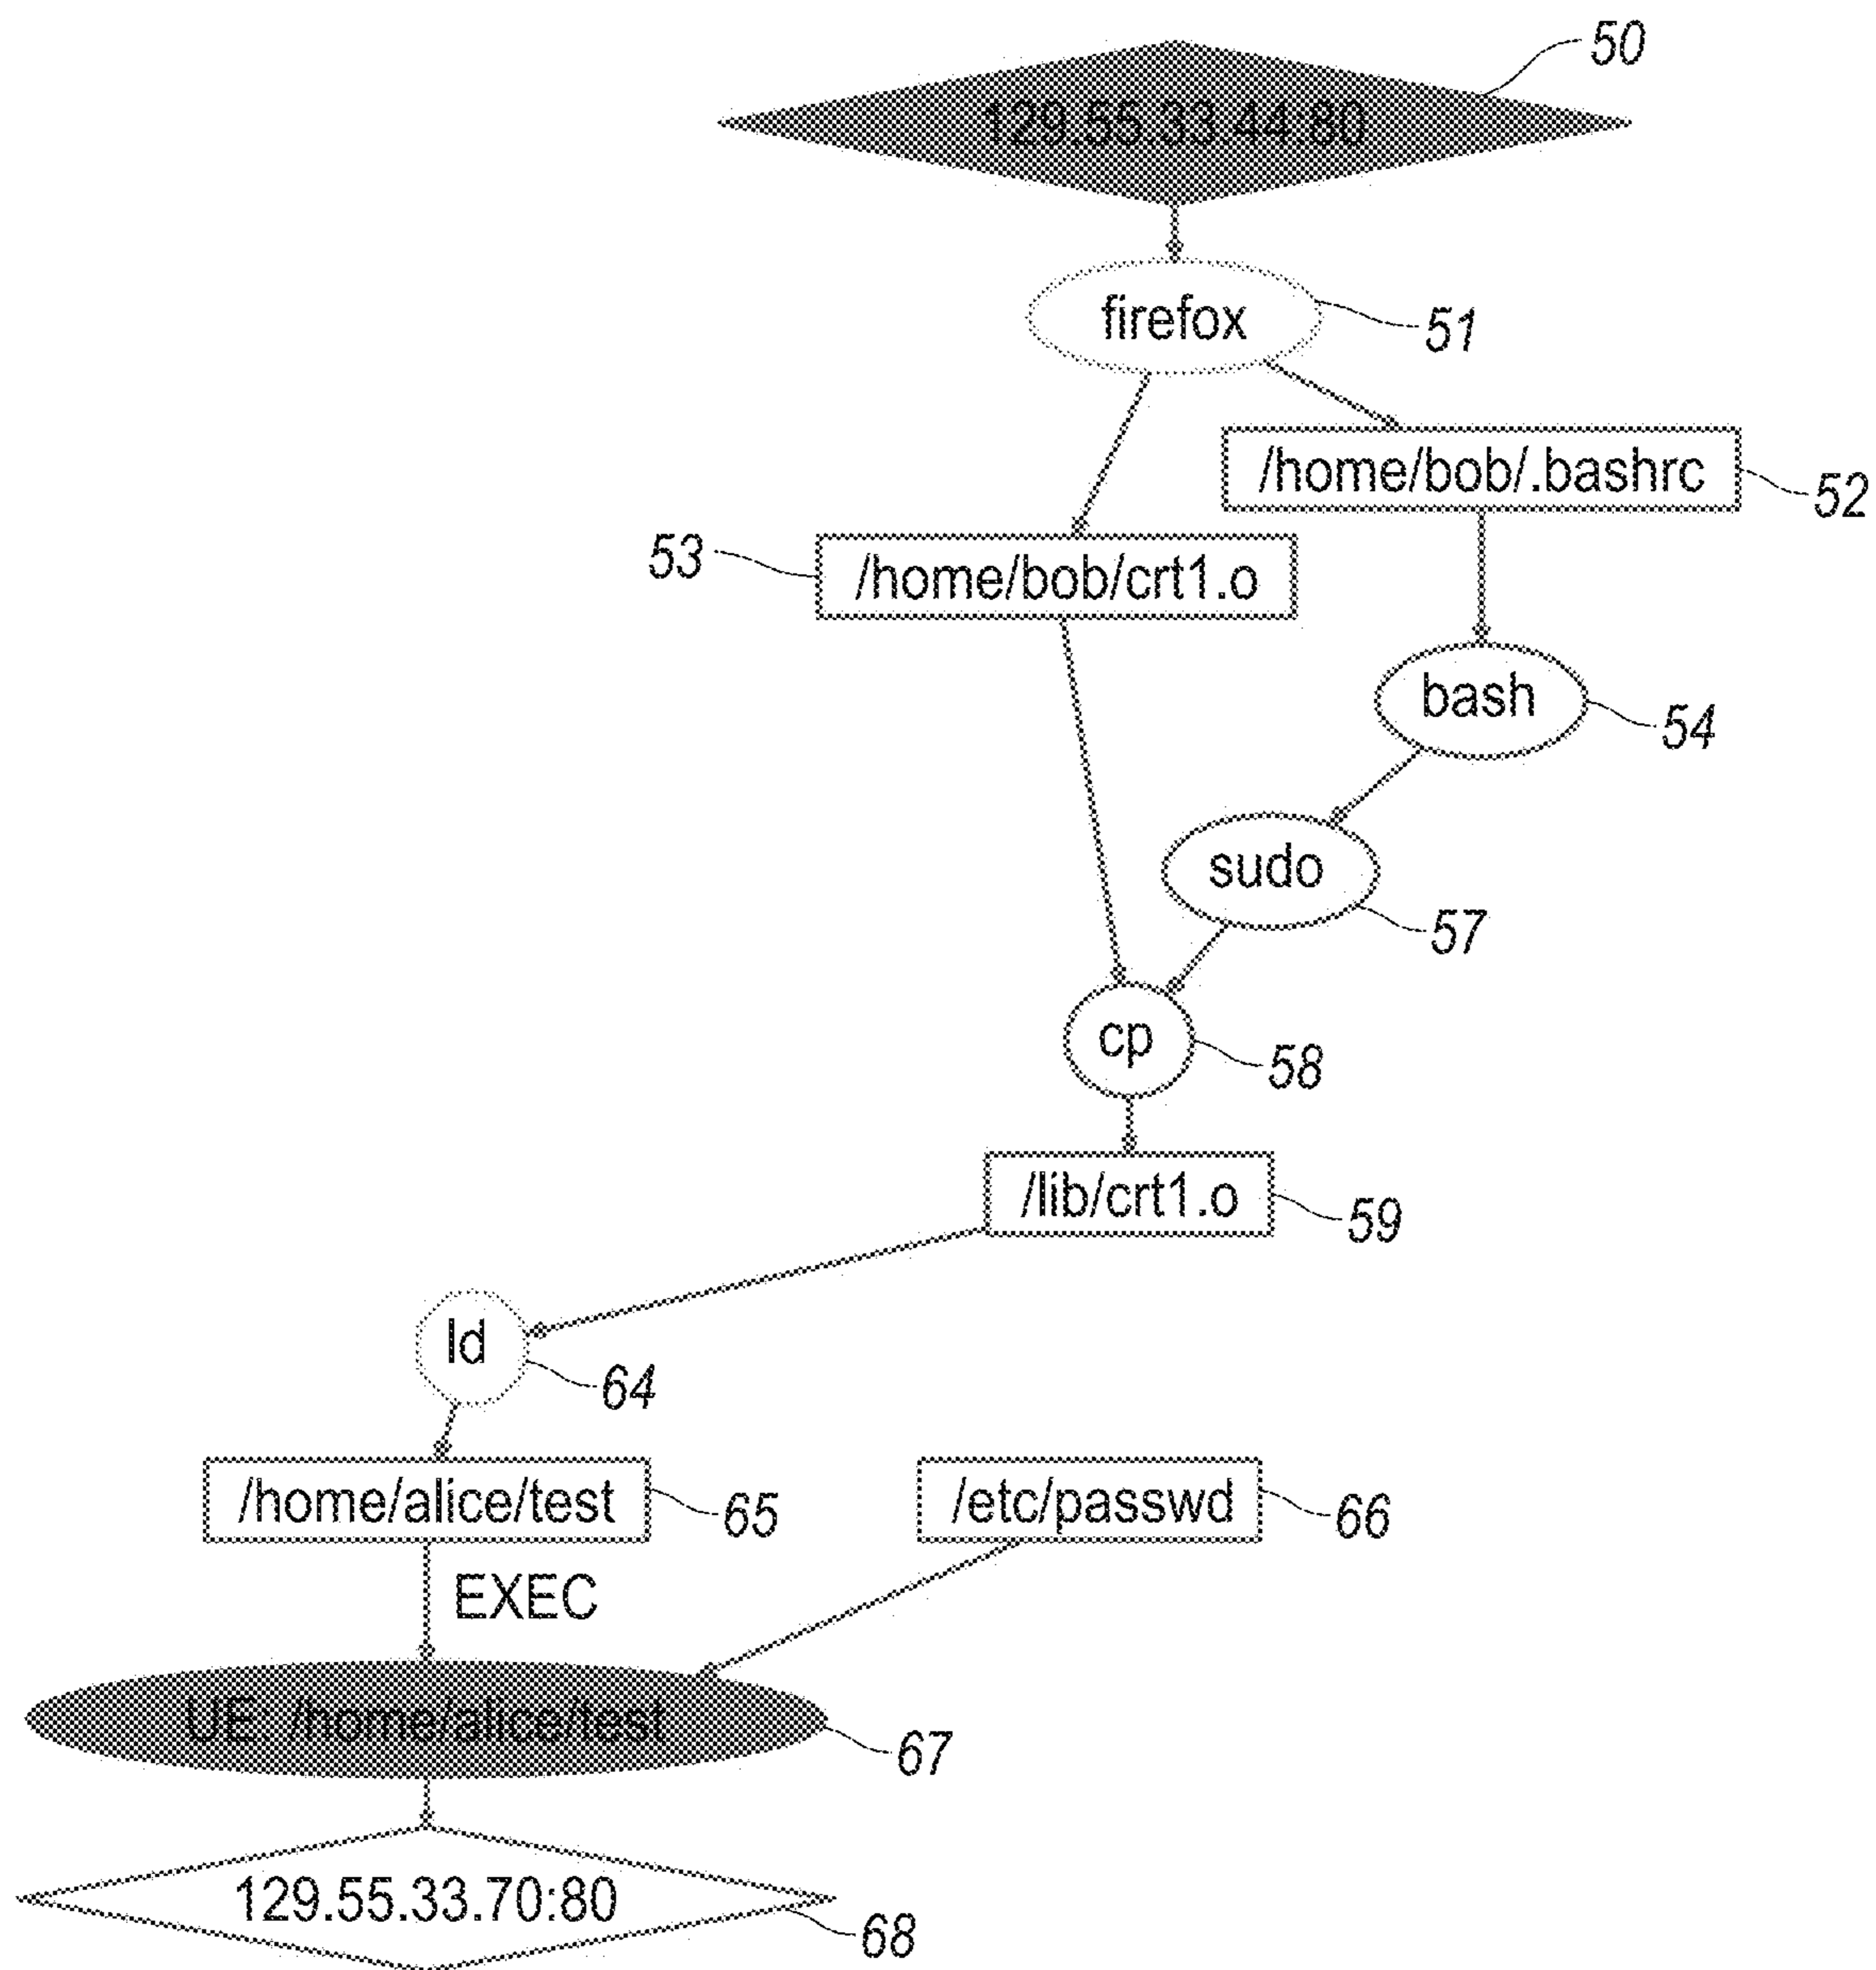 50
129.55.33.44:80
firefox
51
/home/bob/.bashrc
52
53
/home/bob/crt1.o
bash
54
sudo
57
cp
58
/lib/crt1.o
59
ld
64
/home/alice/test
65
/etc/passwd
66
EXEC
UE: /home/alice/test
67
129.55.33.70:80
68